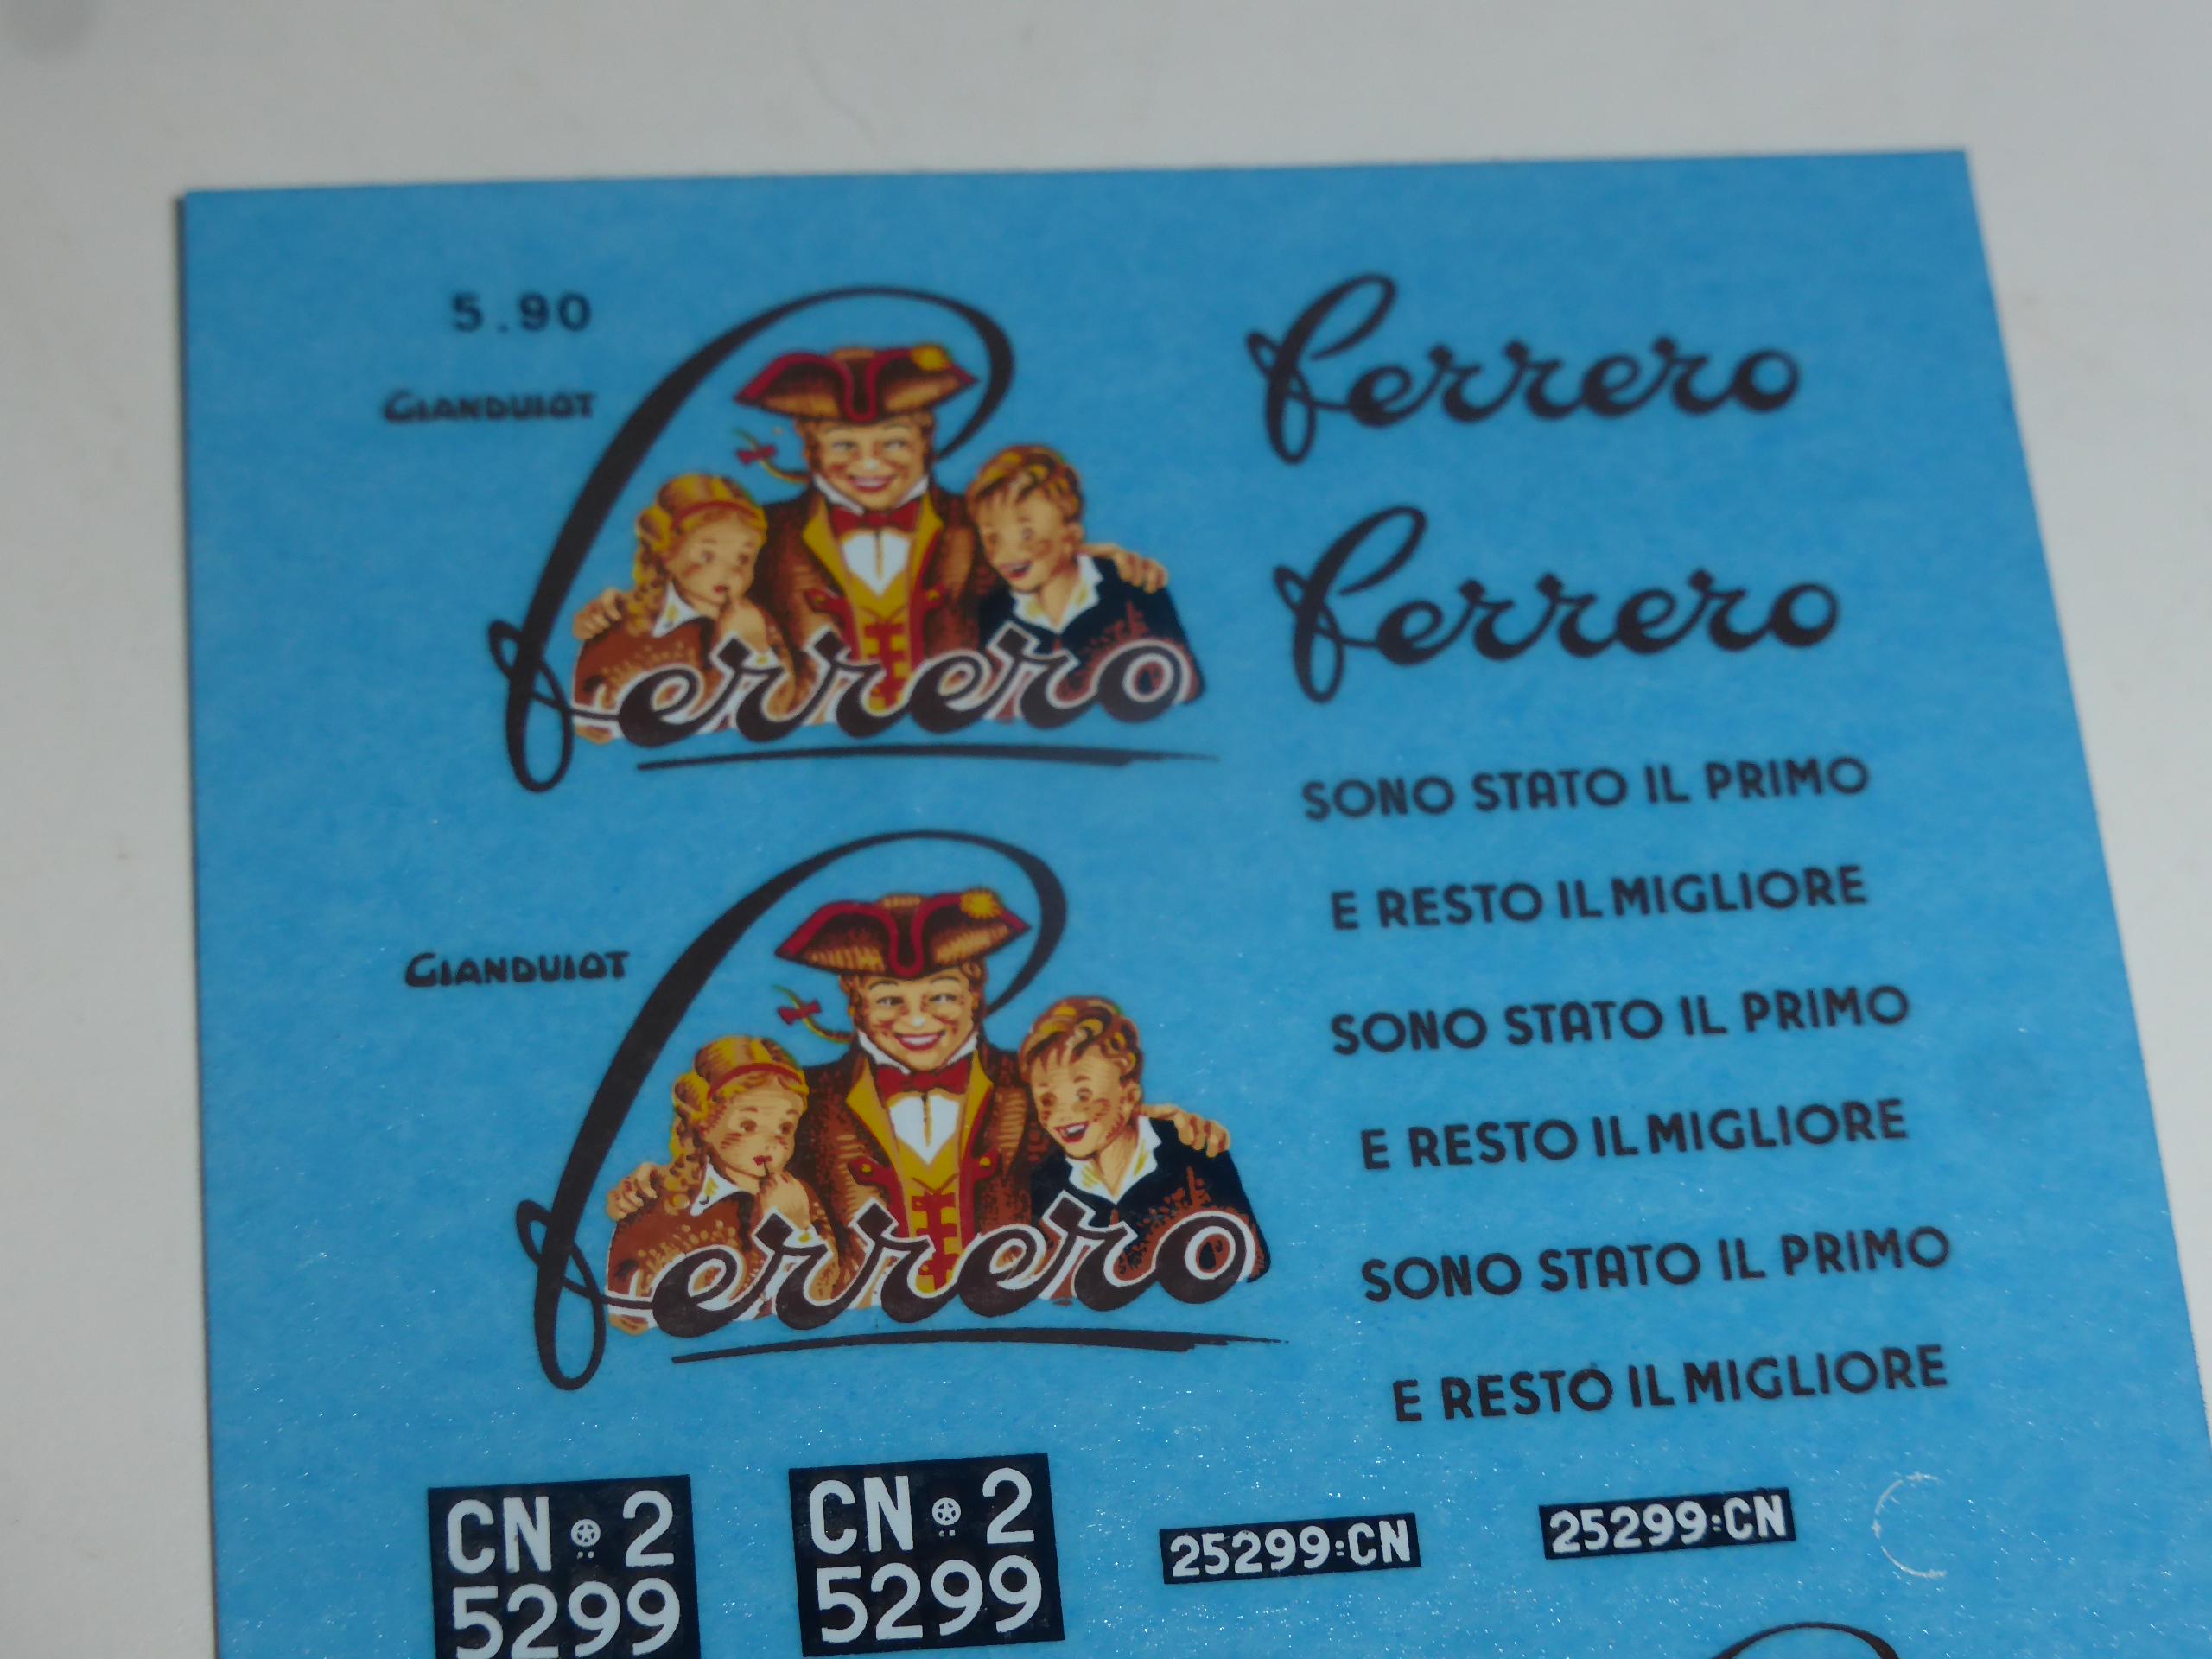 5.90
GIANDUIOT
Ferrero
Ferrero
Ferrero
SONO STATO IL PRIMO
E RESTO IL MIGLIORE
GIANDUIOT
Ferrero
SONO STATO IL PRIMO
E RESTO IL MIGLIORE
SONO STATO IL PRIMO
E RESTO IL MIGLIORE
CN 2
5299
CN 2
5299
25299:CN
25299:CN